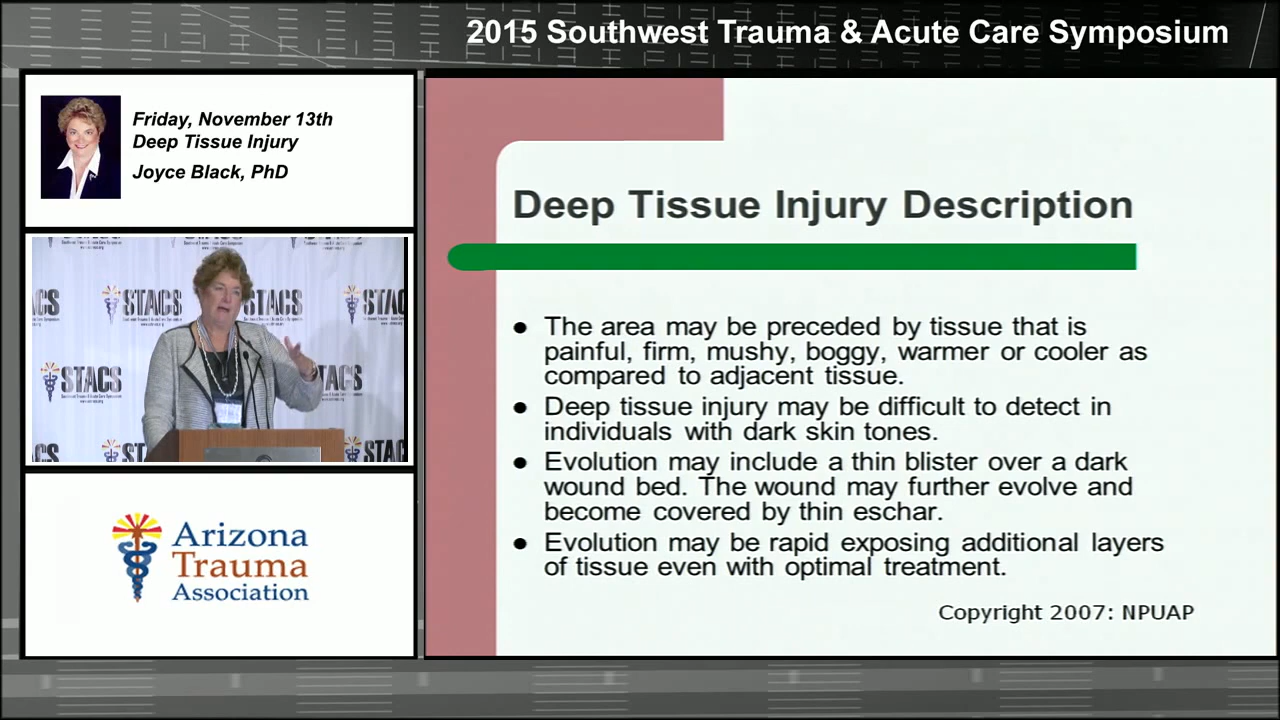 2015 Southwest Trauma & Acute Care Symposium
Friday, November 13th
Deep Tissue Injury
Joyce Black, PhD
STACS
STACS
STACS
STACS
Arizona
Trauma
Association
Deep Tissue Injury Description
● The area may be preceded by tissue that is
painful, firm, mushy, boggy, warmer or cooler as
compared to adjacent tissue.
● Deep tissue injury may be difficult to detect in
individuals with dark skin tones.
● Evolution may include a thin blister over a dark
wound bed. The wound may further evolve and
become covered by thin eschar.
● Evolution may be rapid exposing additional layers
of tissue even with optimal treatment.
Copyright 2007: NPUAP